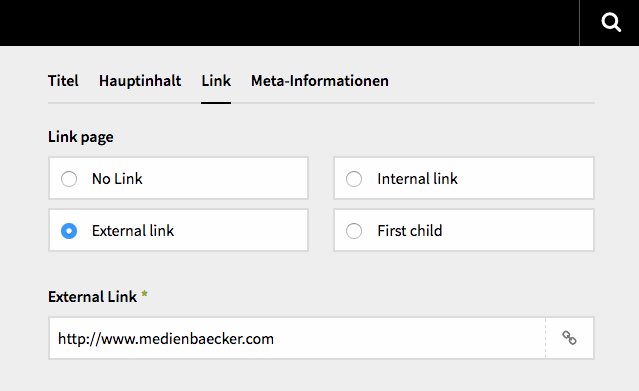 Titel Hauptinhalt Link Meta-Informationen
Link page
No Link Internal link
External link First child
External Link *
http://www.medienbaecker.com